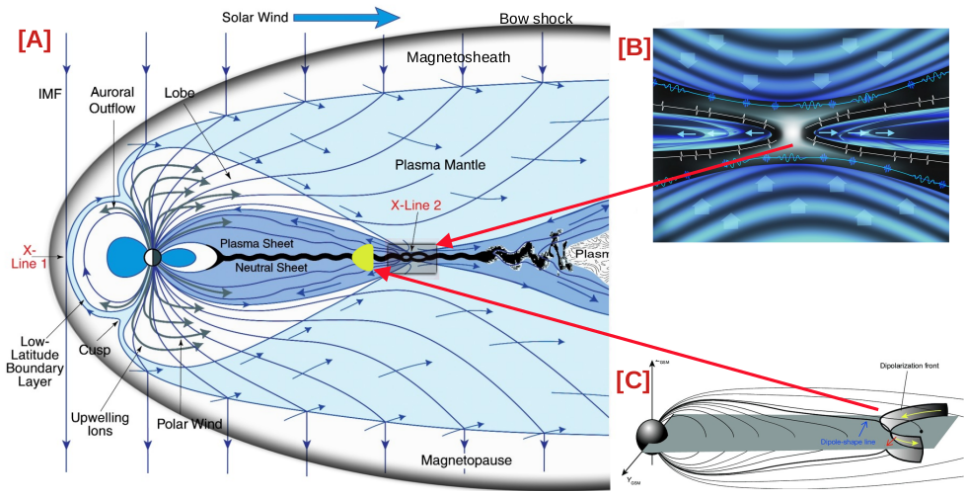 [A]
Solar Wind
Bow shock
Magnetosheath
IMF
Auroral
Outflow
Lobe
Plasma Mantle
X-Line 2
Plasma Sheet
Neutral Sheet
Plasm
X-
Line 1
Low-
Latitude
Boundary
Layer
Cusp
Upwelling
Ions
Polar Wind
Magnetopause
[B]
[C]
Dipolarization front
Dipole-shape line
Y GSM